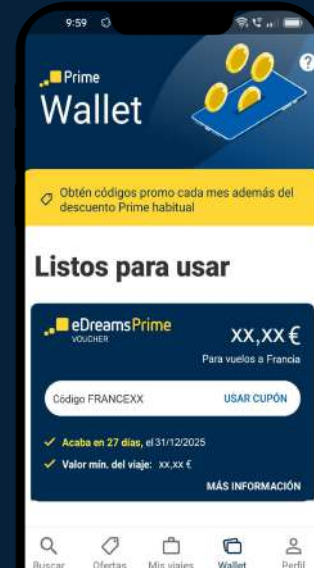 9:59
Prime
Wallet
?
Obtén códigos promo cada mes además del
descuento Prime habitual
Listos para usar
eDreams Prime
VOUCHER
xx,xx €
Para vuelos a Francia
Código FRANCEXX
USAR CUPÓN
Acaba en 27 días, el 31/12/2025
Valor mín. del viaje: xx,xx €
MÁS INFORMACIÓN
Buscar
Ofertas
Mis viajes
Wallet
Perfil